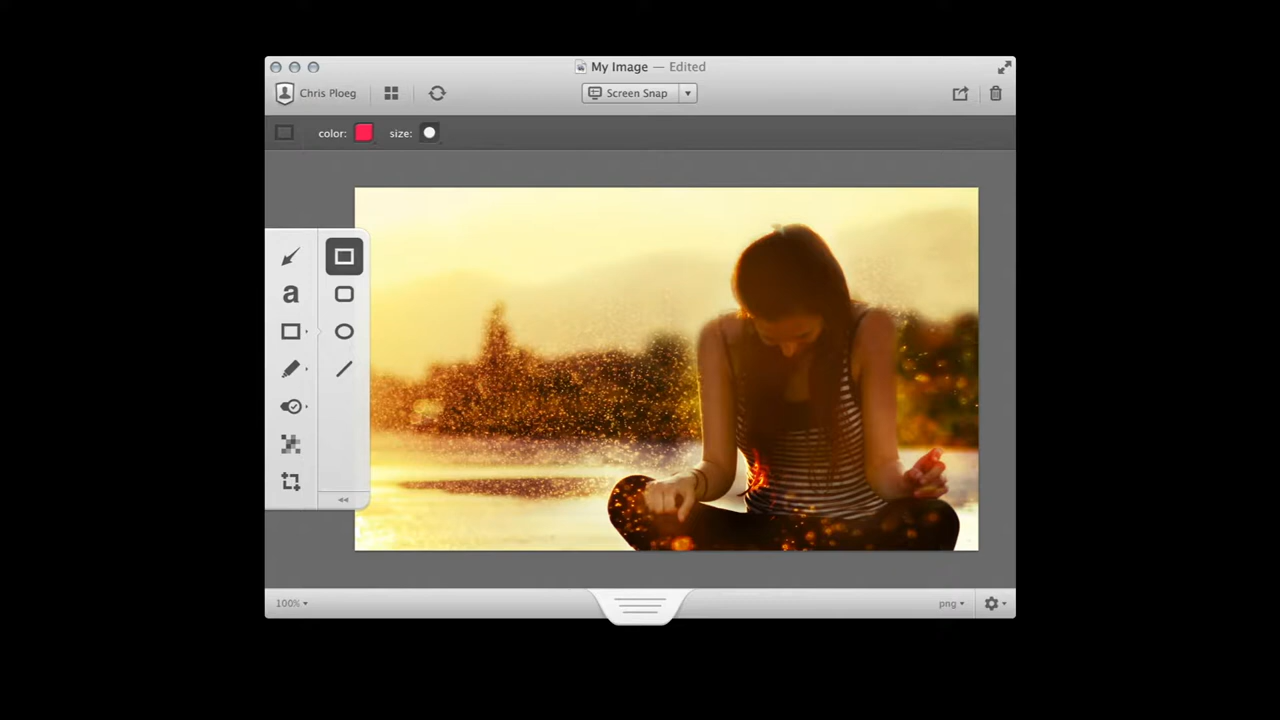 My Image — Edited
Chris Ploeg
Screen Snap
color:
size:
a
100%
png